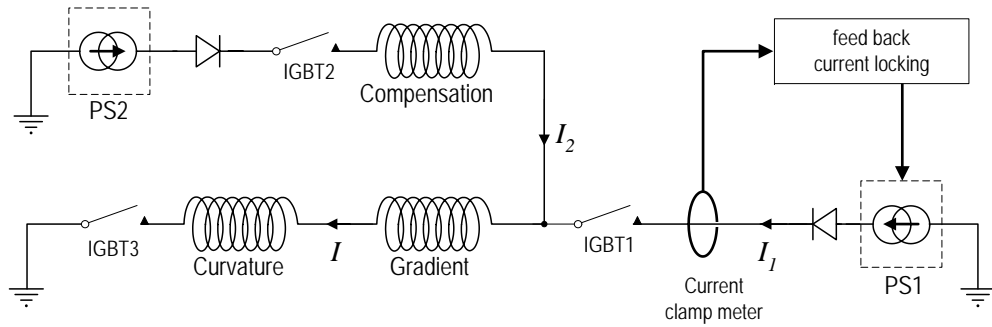 feed back
current locking
IGBT2
Compensation
PS2
I2
IGBT3
Curvature
I
Gradient
IGBT1
I1
Current
clamp meter
PS1